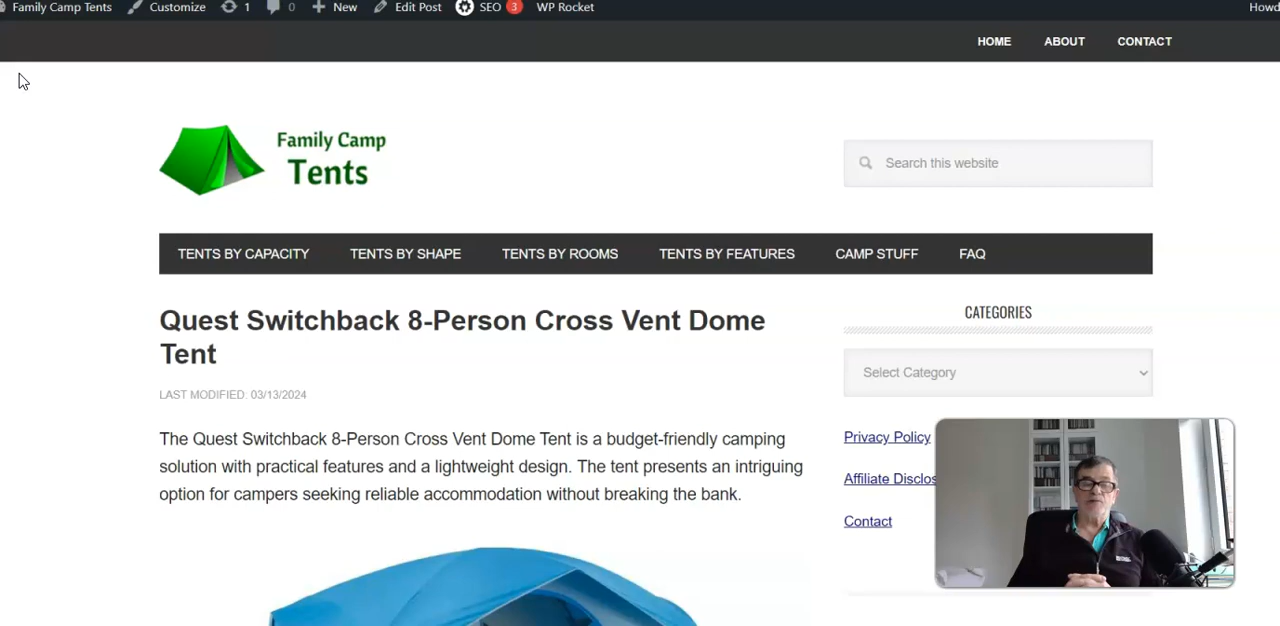 Family Camp Tents Customize 1 0 New Edit Post SEO 3 WP Rocket Howd
HOME ABOUT CONTACT
Family Camp
Tents
Search this website
TENTS BY CAPACITY TENTS BY SHAPE TENTS BY ROOMS TENTS BY FEATURES CAMP STUFF FAQ
Quest Switchback 8-Person Cross Vent Dome
Tent
LAST MODIFIED: 03/13/2024
The Quest Switchback 8-Person Cross Vent Dome Tent is a budget-friendly camping
solution with practical features and a lightweight design. The tent presents an intriguing
option for campers seeking reliable accommodation without breaking the bank.
CATEGORIES
Select Category
Privacy Policy
Affiliate Disclos
Contact